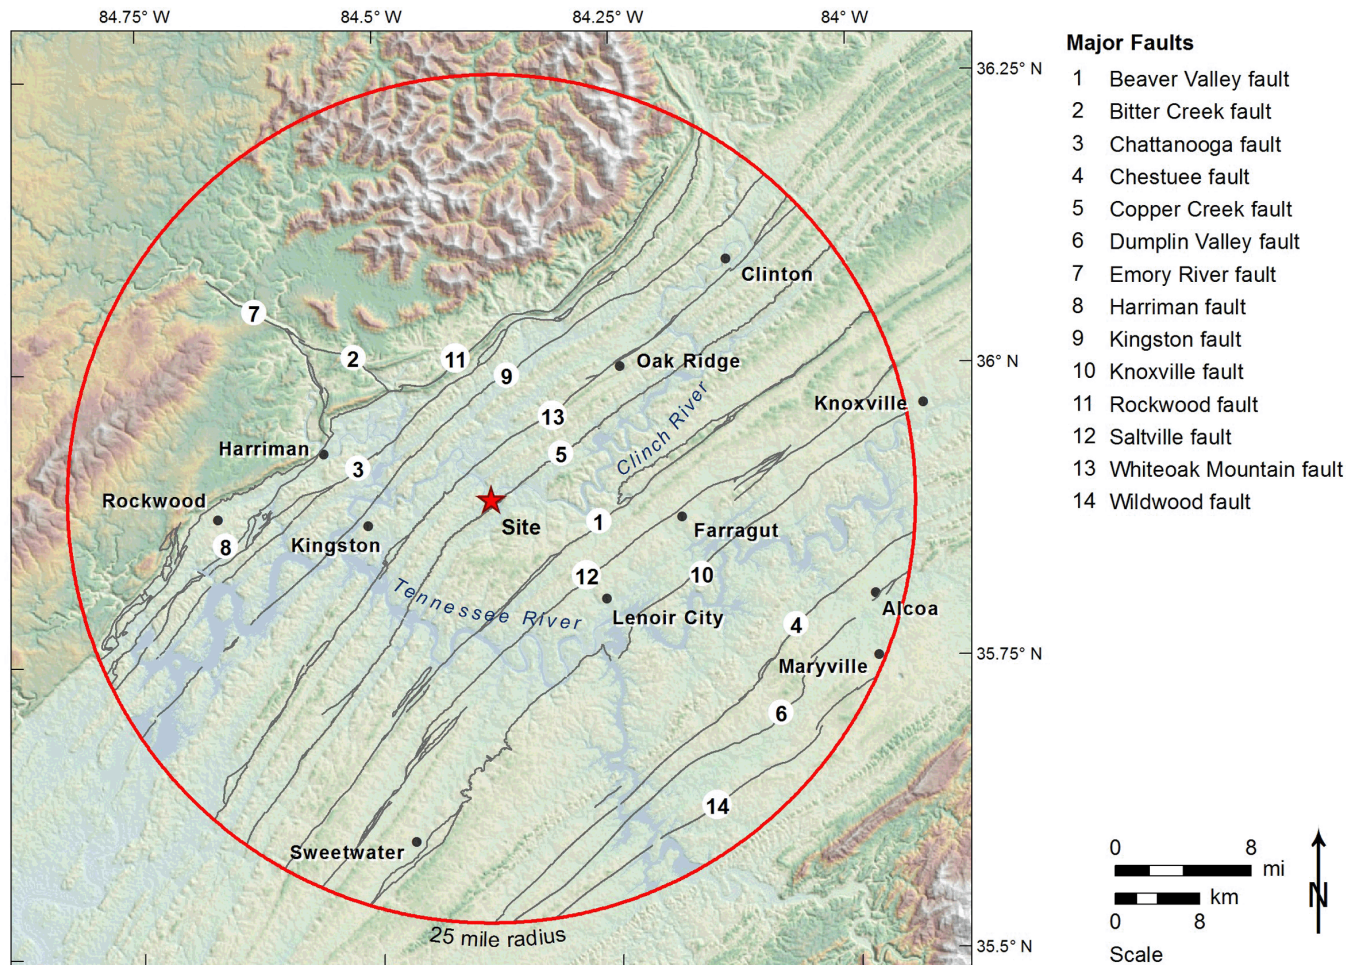 84.75° W
84.5° W
84.25° W
84° W
Major Faults
1 Beaver Valley fault
2 Bitter Creek fault
3 Chattanooga fault
4 Chestuee fault
5 Copper Creek fault
6 Dumplin Valley fault
7 Emory River fault
8 Harriman fault
9 Kingston fault
10 Knoxville fault
11 Rockwood fault
12 Saltville fault
13 Whiteoak Mountain fault
14 Wildwood fault
36.25° N
36° N
35.75° N
35.5° N
Clinton
7
2
11
9
Oak Ridge
Knoxville
13
Clinch River
Harriman
3
5
Rockwood
Site
1
Farragut
8
Kingston
12
10
Tennessee River
Lenoir City
4
Alcoa
Maryville
6
14
Sweetwater
25 mile radius
0 8
mi
km
0 8
Scale
N